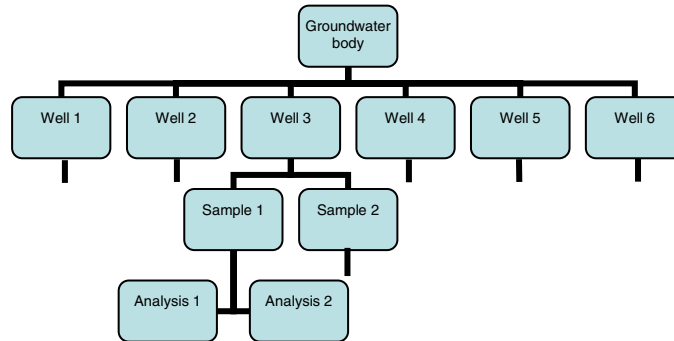 Groundwater
body
Well 1
Well 2
Well 3
Well 4
Well 5
Well 6
Sample 1
Sample 2
Analysis 1
Analysis 2